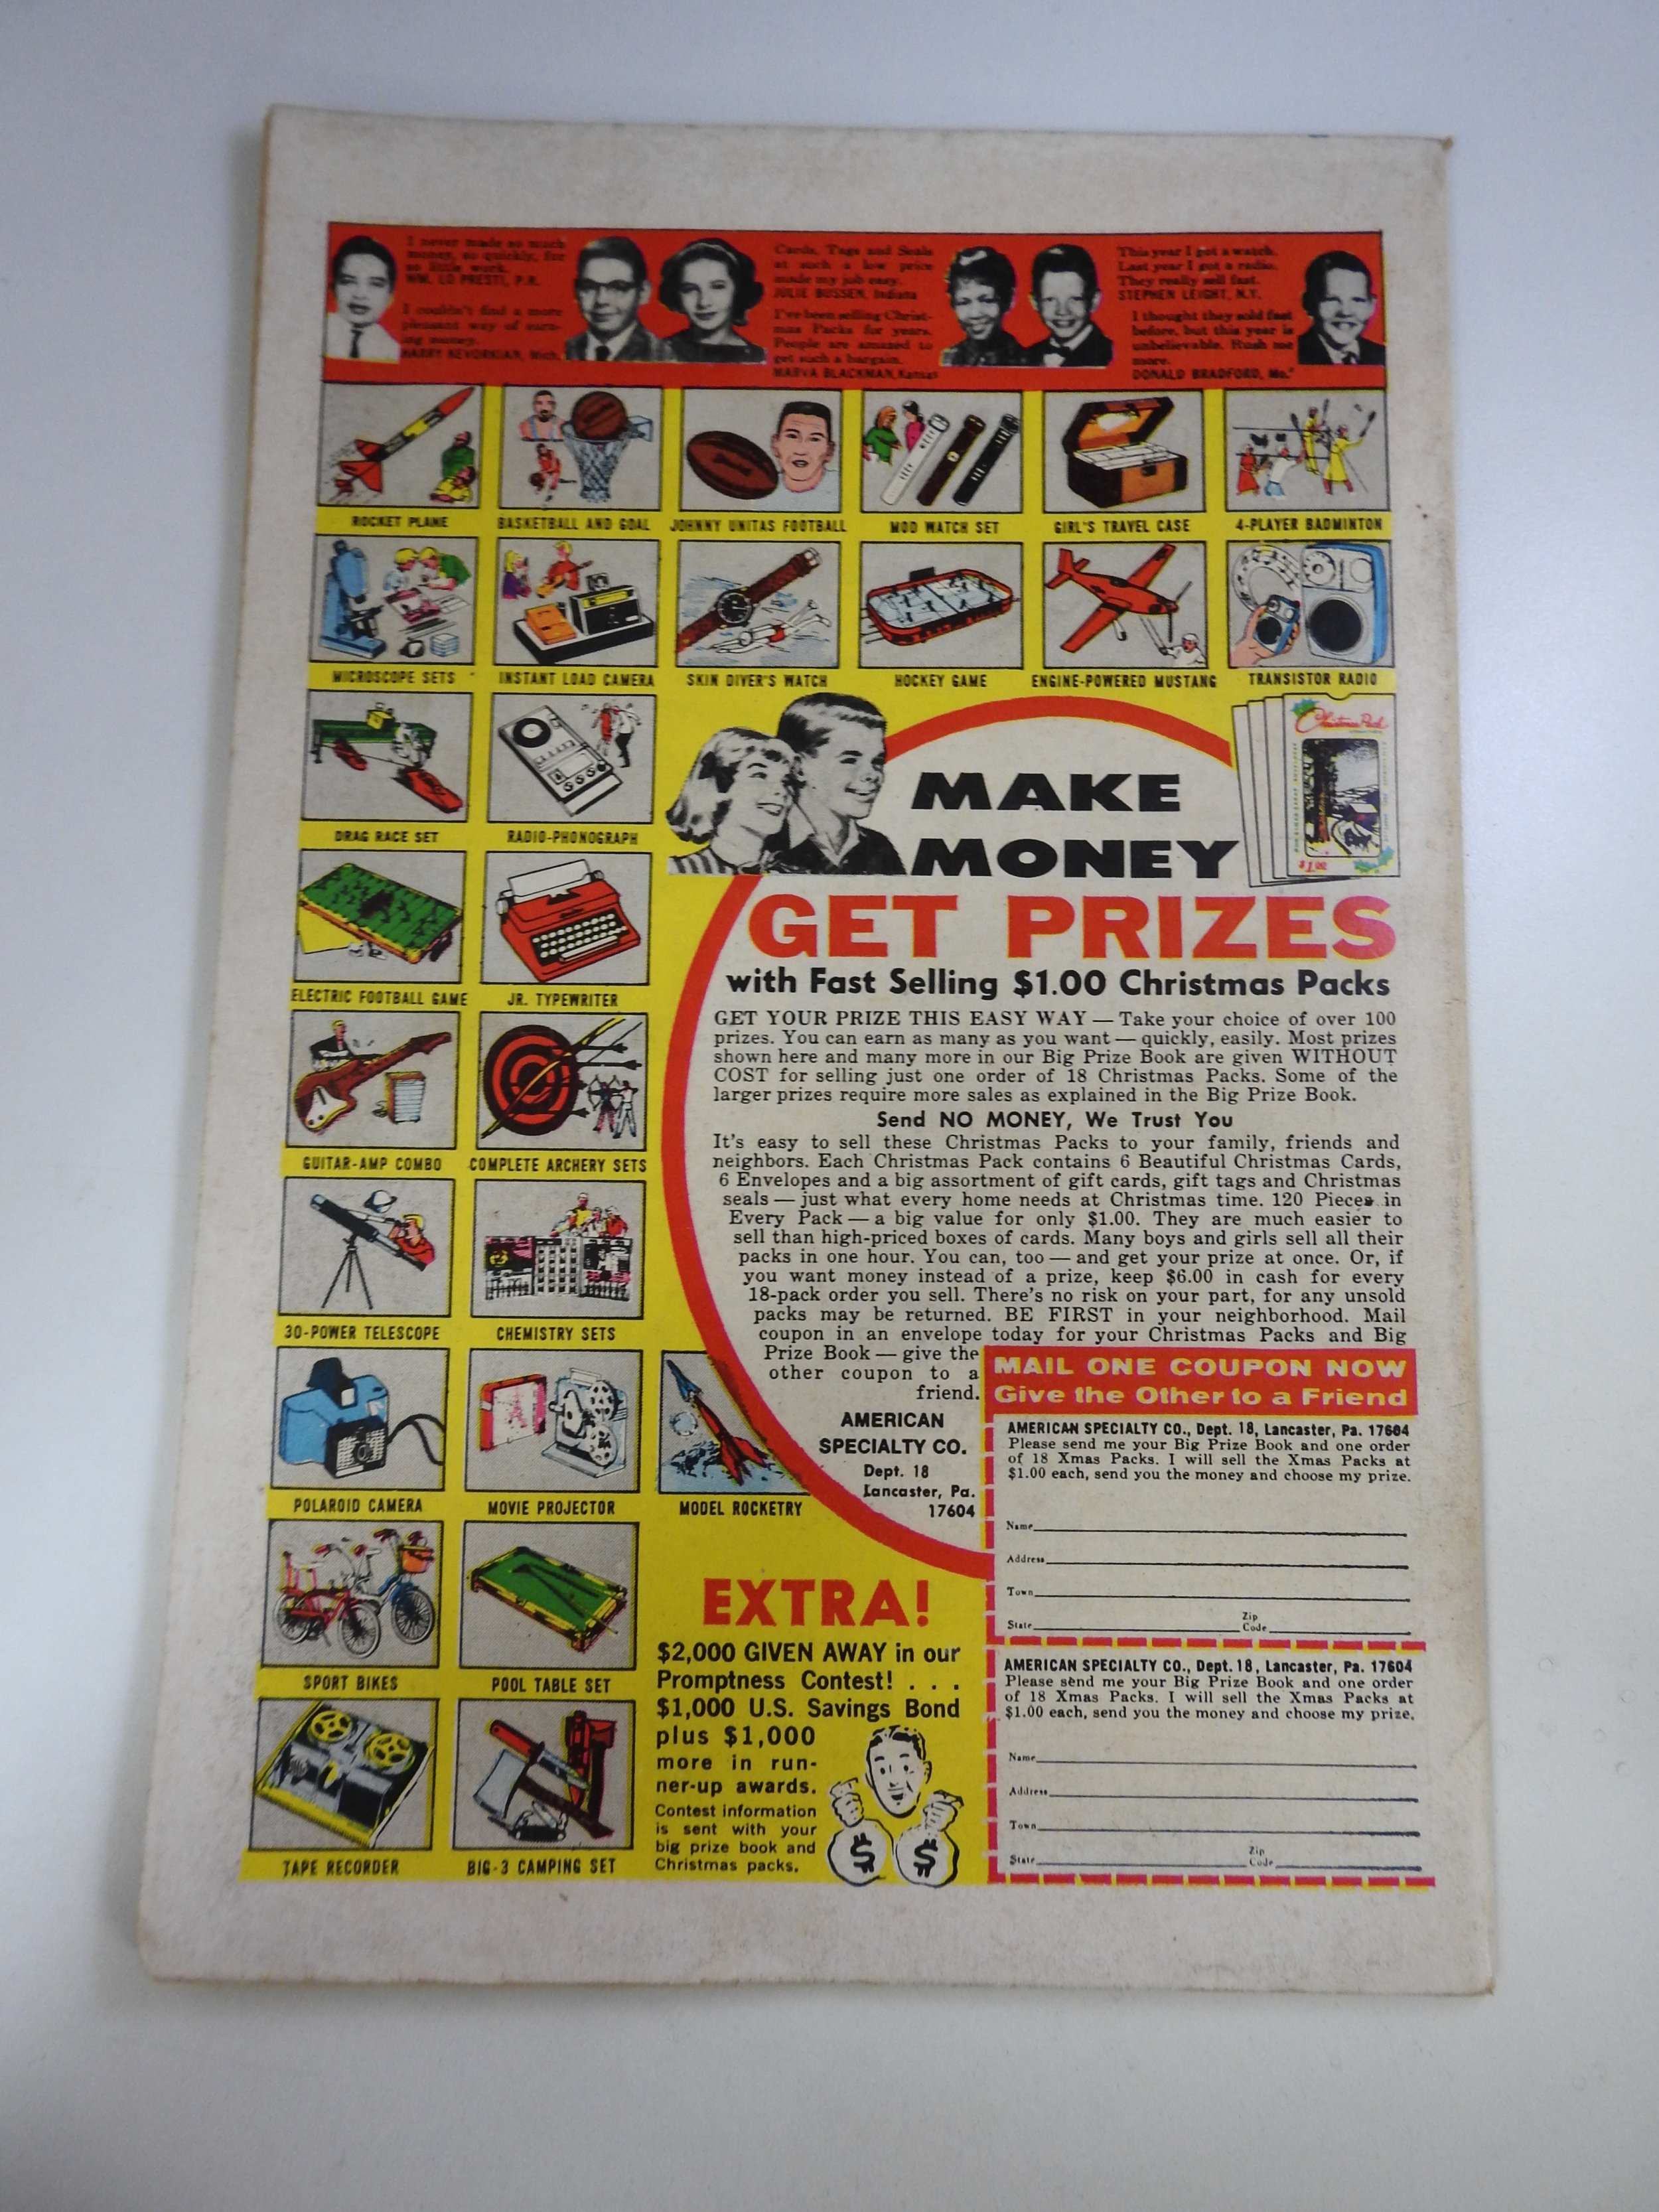 I never made so much
money, so quickly, for
so little work.
WM. LO PRESTI, P.R.
I couldn't find a more
pleasant way of earn-
ing money.
HARRY KEVORKIAN, Mich.
Cards, Tags and Seals
at such a low price
made my job easy.
JULIE BUSSEN, Indiana
I've been selling Christ-
mas Packs for years.
People are amazed to
get such a bargain.
MARVA BLACKMAN, Kansas
This year I got a watch.
Last year I got a radio.
They really sell fast.
STEPHEN LEIGHT, N.Y.
I thought they sold fast
before, but this year is
unbelievable. Rush me
more.
DONALD BRADFORD, Mo.
ROCKET PLANE
BASKETBALL AND GOAL
JOHNNY UNITAS FOOTBALL
MOD WATCH SET
GIRL'S TRAVEL CASE
4-PLAYER BADMINTON
MICROSCOPE SETS
INSTANT LOAD CAMERA
SKIN DIVER'S WATCH
HOCKEY GAME
ENGINE-POWERED MUSTANG
TRANSISTOR RADIO
DRAG RACE SET
RADIO-PHONOGRAPH
ELECTRIC FOOTBALL GAME
JR. TYPEWRITER
GUITAR-AMP COMBO
COMPLETE ARCHERY SETS
30-POWER TELESCOPE
CHEMISTRY SETS
POLAROID CAMERA
MOVIE PROJECTOR
MODEL ROCKETRY
SPORT BIKES
POOL TABLE SET
TAPE RECORDER
BIG-3 CAMPING SET
Christmas Pack
$1.00
MAKE
MONEY
GET PRIZES
with Fast Selling $1.00 Christmas Packs
GET YOUR PRIZE THIS EASY WAY — Take your choice of over 100
prizes. You can earn as many as you want — quickly, easily. Most prizes
shown here and many more in our Big Prize Book are given WITHOUT
COST for selling just one order of 18 Christmas Packs. Some of the
larger prizes require more sales as explained in the Big Prize Book.
Send NO MONEY, We Trust You
It's easy to sell these Christmas Packs to your family, friends and
neighbors. Each Christmas Pack contains 6 Beautiful Christmas Cards,
6 Envelopes and a big assortment of gift cards, gift tags and Christmas
seals — just what every home needs at Christmas time. 120 Pieces in
Every Pack — a big value for only $1.00. They are much easier to
sell than high-priced boxes of cards. Many boys and girls sell all their
packs in one hour. You can, too — and get your prize at once. Or, if
you want money instead of a prize, keep $6.00 in cash for every
18-pack order you sell. There's no risk on your part, for any unsold
packs may be returned. BE FIRST in your neighborhood. Mail
coupon in an envelope today for your Christmas Packs and Big
Prize Book — give the
other coupon to a
friend.
AMERICAN
SPECIALTY CO.
Dept. 18
Lancaster, Pa.
17604
EXTRA!
$2,000 GIVEN AWAY in our
Promptness Contest! . . .
$1,000 U.S. Savings Bond
plus $1,000
more in run-
ner-up awards.
Contest information
is sent with your
big prize book and
Christmas packs.
$ $
MAIL ONE COUPON NOW
Give the Other to a Friend
AMERICAN SPECIALTY CO., Dept. 18, Lancaster, Pa. 17604
Please send me your Big Prize Book and one order
of 18 Xmas Packs. I will sell the Xmas Packs at
$1.00 each, send you the money and choose my prize.
Name
Address
Town
State Zip Code
AMERICAN SPECIALTY CO., Dept. 18, Lancaster, Pa. 17604
Please send me your Big Prize Book and one order
of 18 Xmas Packs. I will sell the Xmas Packs at
$1.00 each, send you the money and choose my prize.
Name
Address
Town
State Zip Code